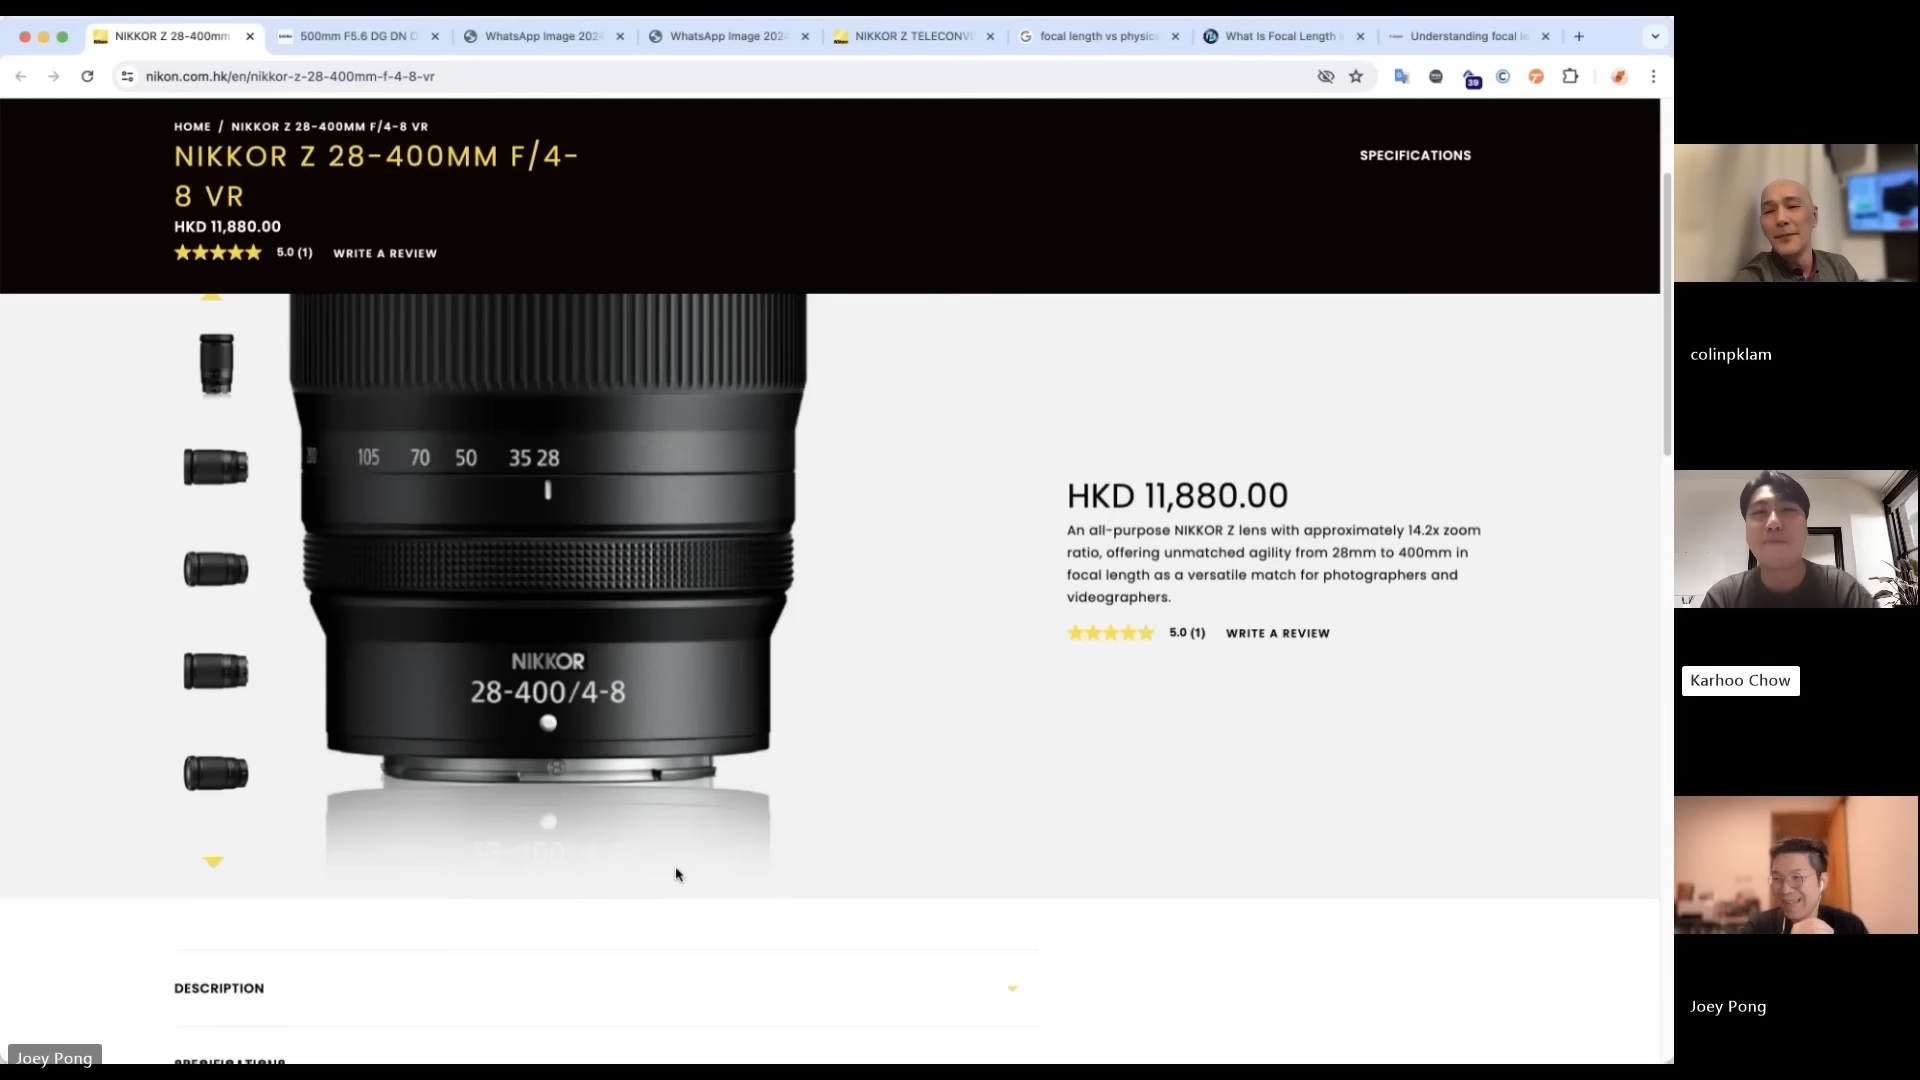 NIKKOR Z 28-400mm
500mm F5.6 DG DN
WhatsApp Image 202
WhatsApp Image 202
NIKKOR Z TELECONV
focal length vs physic
What Is Focal Length
Understanding focal l
nikon.com.hk/en/nikkor-z-28-400mm-f-4-8-vr
39
HOME / NIKKOR Z 28-400MM F/4-8 VR
NIKKOR Z 28-400MM F/4-
8 VR
SPECIFICATIONS
HKD 11,880.00
5.0 (1) WRITE A REVIEW
105 70 50 35 28
NIKKOR
28-400/4-8
HKD 11,880.00
An all-purpose NIKKOR Z lens with approximately 14.2x zoom
ratio, offering unmatched agility from 28mm to 400mm in
focal length as a versatile match for photographers and
videographers.
5.0 (1) WRITE A REVIEW
DESCRIPTION
SPECIFICATIONS
Joey Pong
colinpklam
Karhoo Chow
Joey Pong